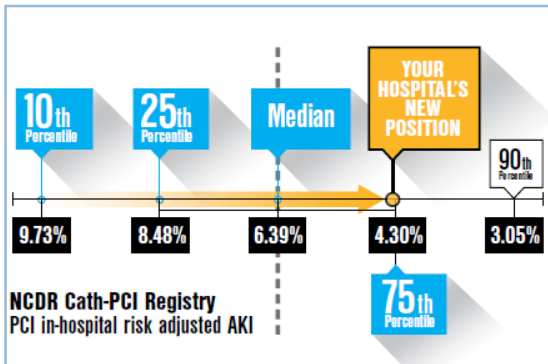 YOUR
HOSPITAL'S
NEW
POSITION
10th
Percentile
25th
Percentile
Median
90th
Percentile
9.73%
8.48%
6.39%
4.30%
3.05%
75th
Percentile
NCDR Cath-PCI Registry
PCI in-hospital risk adjusted AKI